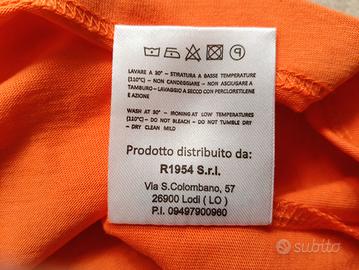 LAVARE A 30° - STIRATURA A BASSE TEMPERATURE
(110°C) - NON CANDEGGIARE - NON ASCIUGARE A
TAMBURO - LAVAGGIO A SECCO CON PERCLORETILENE
E AZIONE
WASH AT 30° - IRONING AT LOW TEMPERATURES
(110°C) - DO NOT BLEACH - DO NOT TUMBLE DRY
- DRY CLEAN MILD
Prodotto distribuito da:
R1954 S.r.l.
Via S.Colombano, 57
26900 Lodi ( LO )
P.I. 09497900960
subito